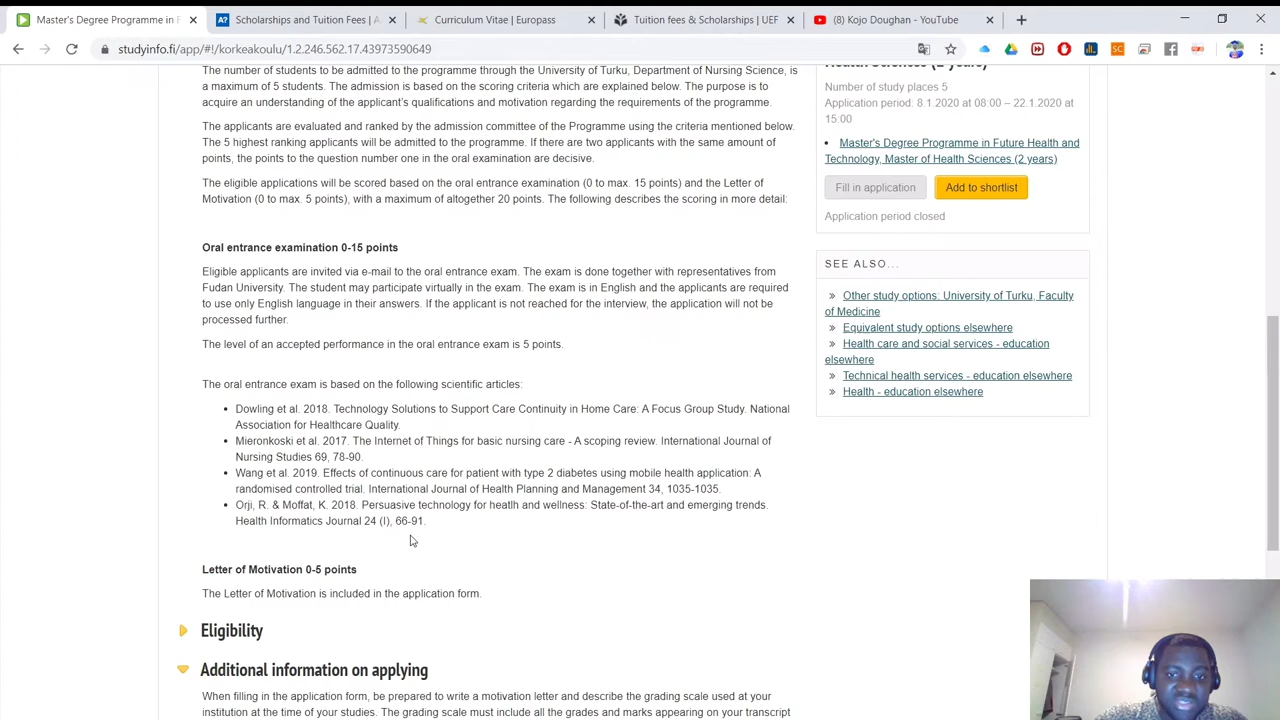 Master's Degree Programme in F
Scholarships and Tuition Fees | A
Curriculum Vitae | Europass
Tuition fees & Scholarships | UEF
(8) Kojo Doughan - YouTube
studyinfo.fi/app/#!/korkeakoulu/1.2.246.562.17.43973590649
The number of students to be admitted to the programme through the University of Turku, Department of Nursing Science, is
a maximum of 5 students. The admission is based on the scoring criteria which are explained below. The purpose is to
acquire an understanding of the applicant's qualifications and motivation regarding the requirements of the programme.
The applicants are evaluated and ranked by the admission committee of the Programme using the criteria mentioned below.
The 5 highest ranking applicants will be admitted to the programme. If there are two applicants with the same amount of
points, the points to the question number one in the oral examination are decisive.
The eligible applications will be scored based on the oral entrance examination (0 to max. 15 points) and the Letter of
Motivation (0 to max. 5 points), with a maximum of altogether 20 points. The following describes the scoring in more detail:
Oral entrance examination 0-15 points
Eligible applicants are invited via e-mail to the oral entrance exam. The exam is done together with representatives from
Fudan University. The student may participate virtually in the exam. The exam is in English and the applicants are required
to use only English language in their answers. If the applicant is not reached for the interview, the application will not be
processed further.
The level of an accepted performance in the oral entrance exam is 5 points.
The oral entrance exam is based on the following scientific articles:
• Dowling et al. 2018. Technology Solutions to Support Care Continuity in Home Care: A Focus Group Study. National
Association for Healthcare Quality.
• Mieronkoski et al. 2017. The Internet of Things for basic nursing care - A scoping review. International Journal of
Nursing Studies 69, 78-90.
• Wang et al. 2019. Effects of continuous care for patient with type 2 diabetes using mobile health application: A
randomised controlled trial. International Journal of Health Planning and Management 34, 1035-1035.
• Orji, R. & Moffat, K. 2018. Persuasive technology for heatlh and wellness: State-of-the-art and emerging trends.
Health Informatics Journal 24 (I), 66-91.
Letter of Motivation 0-5 points
The Letter of Motivation is included in the application form.
Eligibility
Additional information on applying
When filling in the application form, be prepared to write a motivation letter and describe the grading scale used at your
institution at the time of your studies. The grading scale must include all the grades and marks appearing on your transcript
Health Sciences (2 years)
Number of study places 5
Application period: 8.1.2020 at 08:00 – 22.1.2020 at
15:00
• Master's Degree Programme in Future Health and
Technology, Master of Health Sciences (2 years)
Fill in application
Add to shortlist
Application period closed
SEE ALSO...
» Other study options: University of Turku, Faculty
of Medicine
» Equivalent study options elsewhere
» Health care and social services - education
elsewhere
» Technical health services - education elsewhere
» Health - education elsewhere